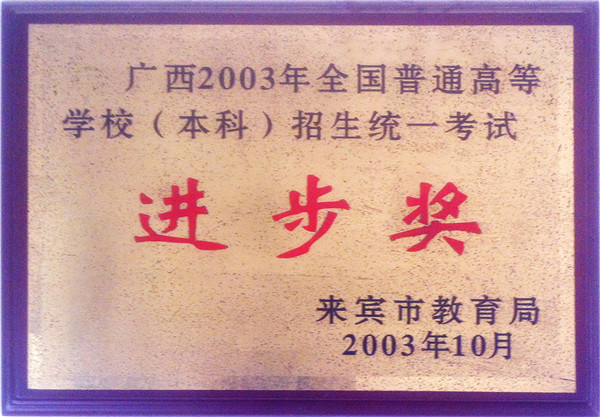 广西2003年全国普通高等
学校（本科）招生统一考试
进步奖
来宾市教育局
2003年10月